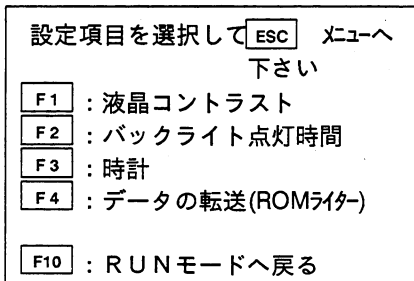 設定項目を選択して ESC ﾒﾆｭｰへ
下さい
F1 : 液晶コントラスト
F2 : バックライト点灯時間
F3 : 時計
F4 : データの転送(ROMﾗｲﾀｰ)
F10 : ＲＵＮモードへ戻る